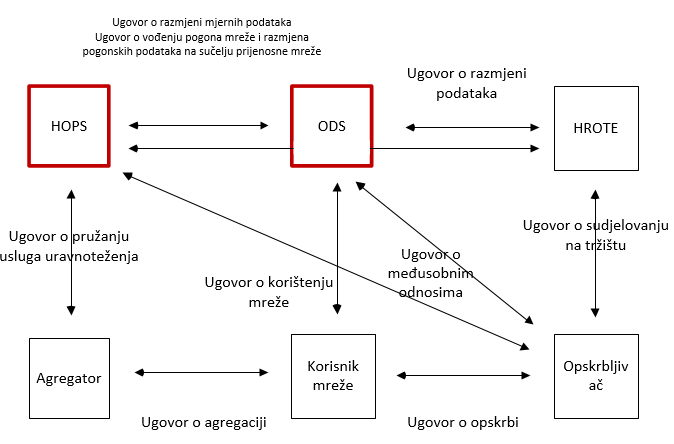 Ugovor o razmjeni mjernih podataka
Ugovor o vođenju pogona mreže i razmjena
pogonskih podataka na sučelju prijenosne mreže
Ugovor o razmjeni
podataka
HOPS
ODS
HROTE
Ugovor o pružanju
usluga uravnoteženja
Ugovor o sudjelovanju
na tržištu
Ugovor o
međusobnim
odnosima
Ugovor o korištenju
mreže
Agregator
Korisnik
mreže
Opskrbljiv
ač
Ugovor o agregaciji
Ugovor o opskrbi